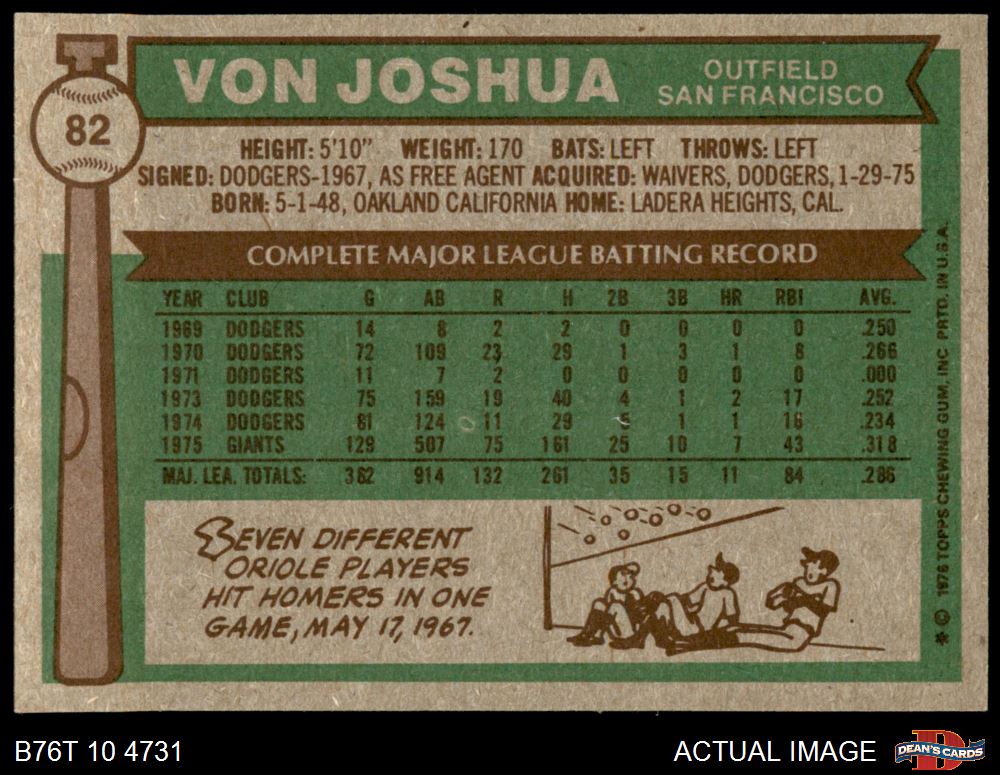 82
VON JOSHUA
OUTFIELD
SAN FRANCISCO
HEIGHT: 5'10" WEIGHT: 170 BATS: LEFT THROWS: LEFT
SIGNED: DODGERS-1967, AS FREE AGENT ACQUIRED: WAIVERS, DODGERS, 1-29-75
BORN: 5-1-48, OAKLAND CALIFORNIA HOME: LADERA HEIGHTS, CAL.
COMPLETE MAJOR LEAGUE BATTING RECORD
YEAR CLUB G AB R H 2B 3B HR RBI AVG.
1969 DODGERS 14 8 2 2 0 0 0 0 .250
1970 DODGERS 72 109 23 29 1 3 1 8 .266
1971 DODGERS 11 7 2 0 0 0 0 0 .000
1973 DODGERS 75 159 19 40 4 1 2 17 .252
1974 DODGERS 81 124 11 29 5 1 1 16 .234
1975 GIANTS 129 507 75 161 25 10 7 43 .318
MAJ. LEA. TOTALS: 382 914 132 261 35 15 11 84 .286
SEVEN DIFFERENT
ORIOLE PLAYERS
HIT HOMERS IN ONE
GAME, MAY 17, 1967.
* © 1976 TOPPS CHEWING GUM, INC PRTD. IN U.S.A.
B76T 10 4731
ACTUAL IMAGE
D
DEAN'S CARDS